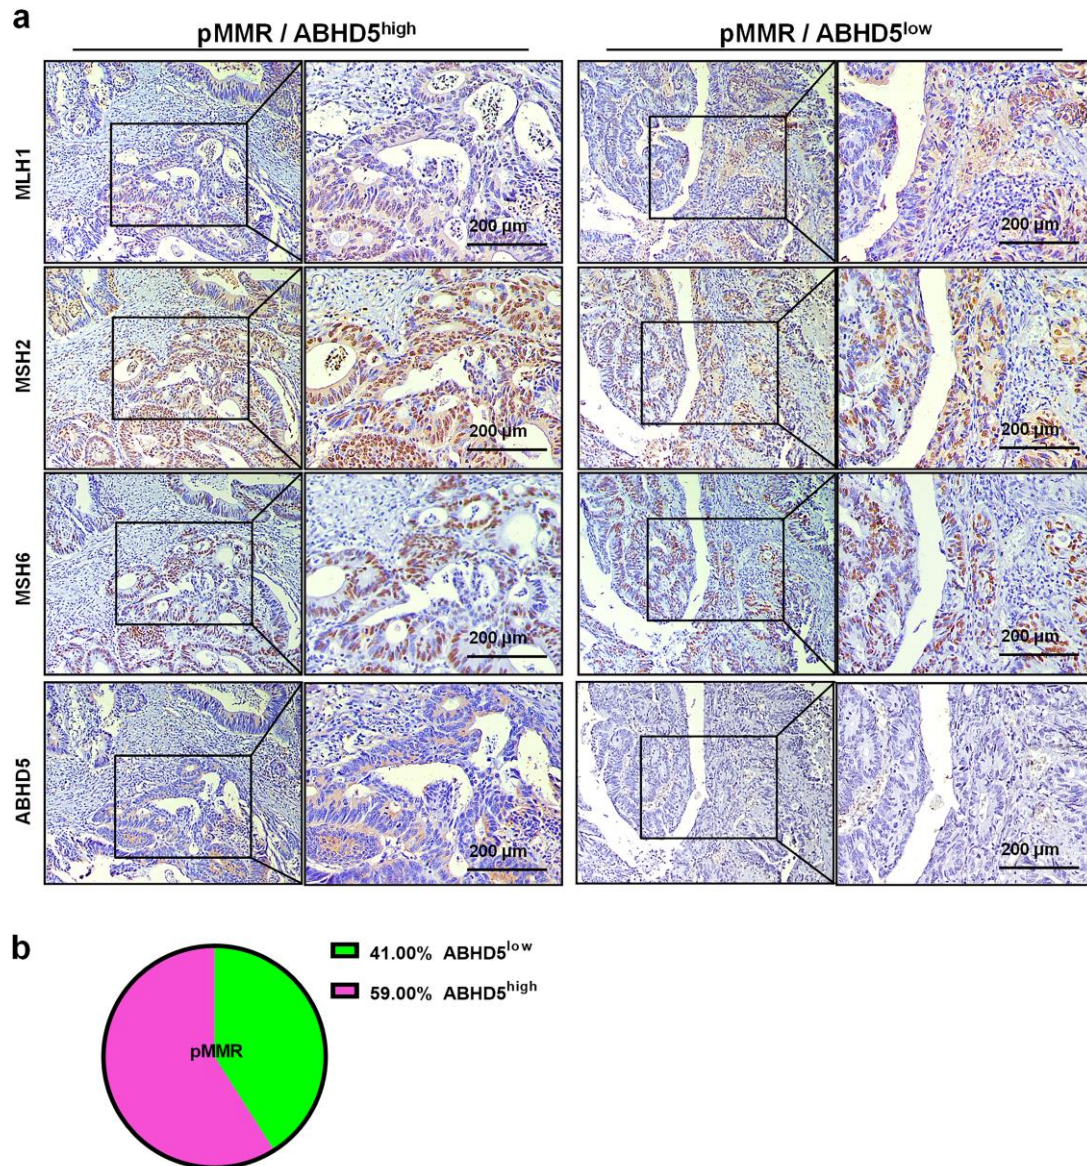 a
pMMR / ABHD5high
pMMR / ABHD5low
MLH1
200 µm
200 µm
MSH2
200 µm
200 µm
MSH6
200 µm
200 µm
ABHD5
200 µm
200 µm
b
41.00% ABHD5low
59.00% ABHD5high
pMMR